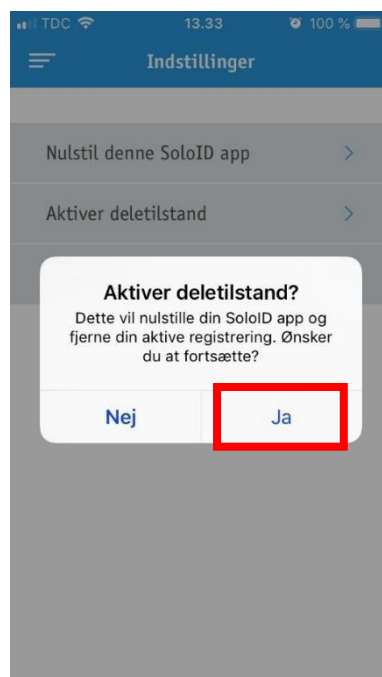 TDC 13.33 100 %
Indstillinger
Nulstil denne SoloID app
Aktiver deletilstand
Aktiver deletilstand?
Dette vil nulstille din SoloID app og
fjerne din aktive registrering. Ønsker
du at fortsætte?
Nej Ja